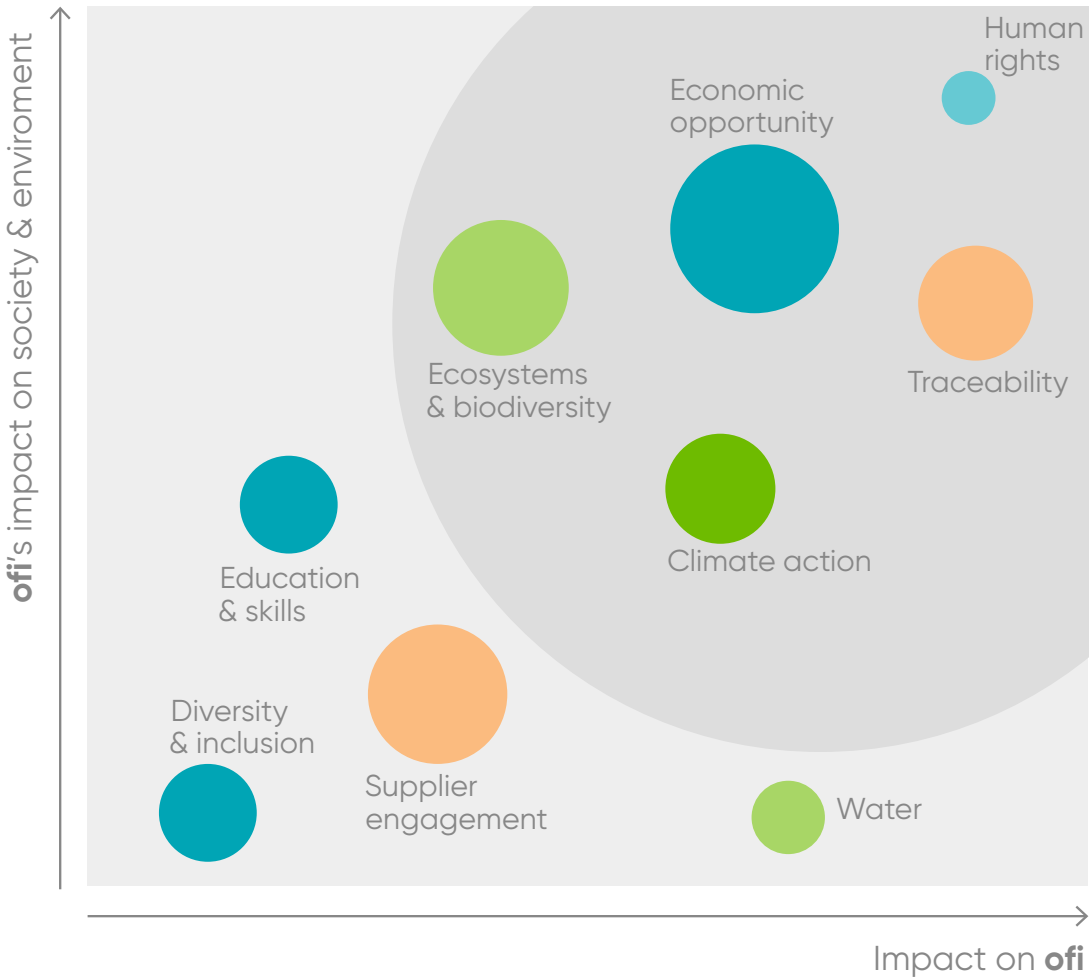 ofi's impact on society & enviroment
Human
rights
Economic
opportunity
Ecosystems
& biodiversity
Traceability
Climate action
Education
& skills
Diversity
& inclusion
Supplier
engagement
Water
Impact on ofi